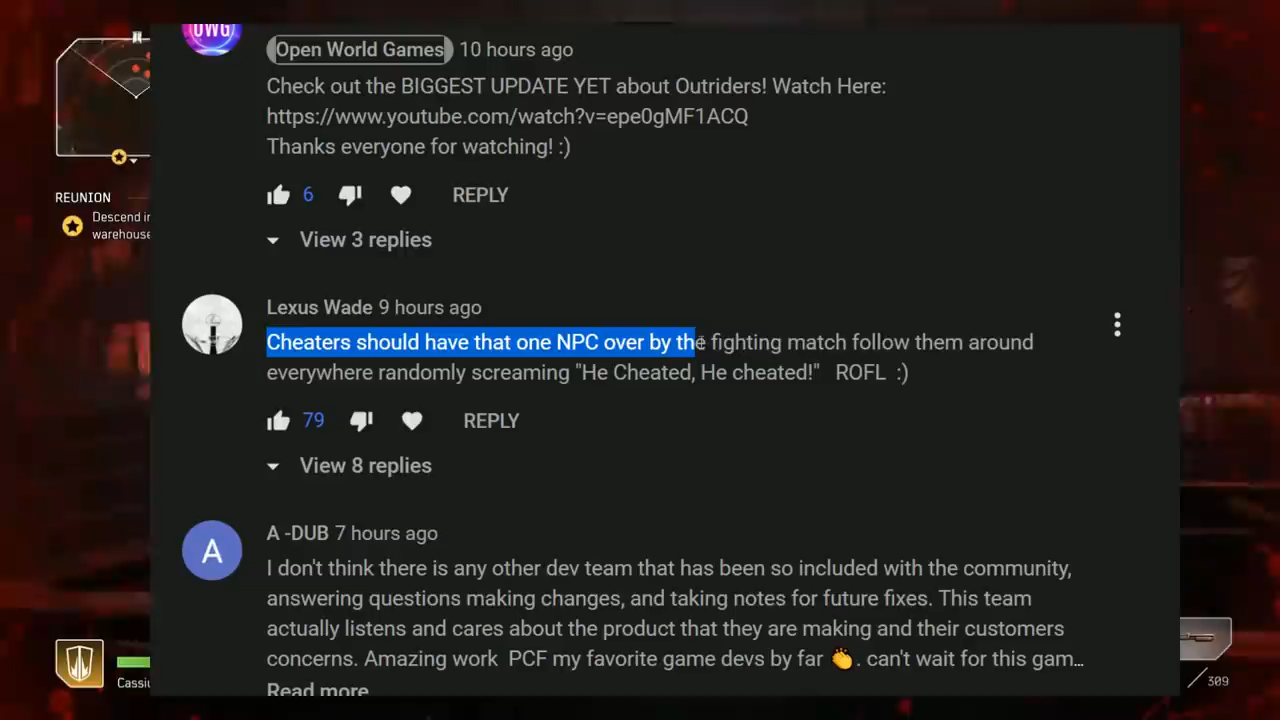 OWG
Open World Games 10 hours ago
Check out the BIGGEST UPDATE YET about Outriders! Watch Here:
https://www.youtube.com/watch?v=epe0gMF1ACQ
Thanks everyone for watching! :)
6 REPLY
View 3 replies
REUNION
Descend in
warehouse
Lexus Wade 9 hours ago
Cheaters should have that one NPC over by the fighting match follow them around
everywhere randomly screaming "He Cheated, He cheated!" ROFL :)
79 REPLY
View 8 replies
A
A -DUB 7 hours ago
I don't think there is any other dev team that has been so included with the community,
answering questions making changes, and taking notes for future fixes. This team
actually listens and cares about the product that they are making and their customers
concerns. Amazing work PCF my favorite game devs by far 👏. can't wait for this gam...
Read more
Cassiu
309